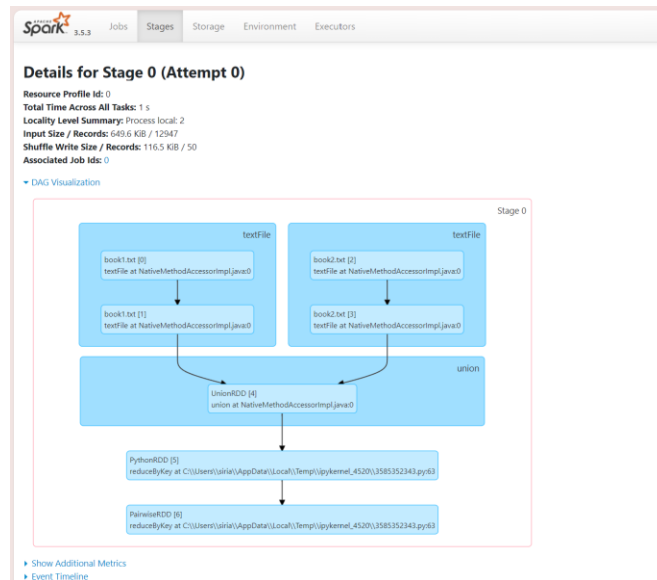 APACHE
Spark 3.5.3 Jobs Stages Storage Environment Executors
Details for Stage 0 (Attempt 0)
Resource Profile Id: 0
Total Time Across All Tasks: 1 s
Locality Level Summary: Process local: 2
Input Size / Records: 649.6 KiB / 12947
Shuffle Write Size / Records: 116.5 KiB / 50
Associated Job Ids: 0
DAG Visualization
Stage 0
textFile
book1.txt [0]
textFile at NativeMethodAccessorImpl.java:0
book1.txt [1]
textFile at NativeMethodAccessorImpl.java:0
textFile
book2.txt [2]
textFile at NativeMethodAccessorImpl.java:0
book2.txt [3]
textFile at NativeMethodAccessorImpl.java:0
union
UnionRDD [4]
union at NativeMethodAccessorImpl.java:0
PythonRDD [5]
reduceByKey at C:\\Users\\siria\\AppData\\Local\\Temp\\ipykernel_4520\\3585352343.py:63
PairwiseRDD [6]
reduceByKey at C:\\Users\\siria\\AppData\\Local\\Temp\\ipykernel_4520\\3585352343.py:63
Show Additional Metrics
Event Timeline